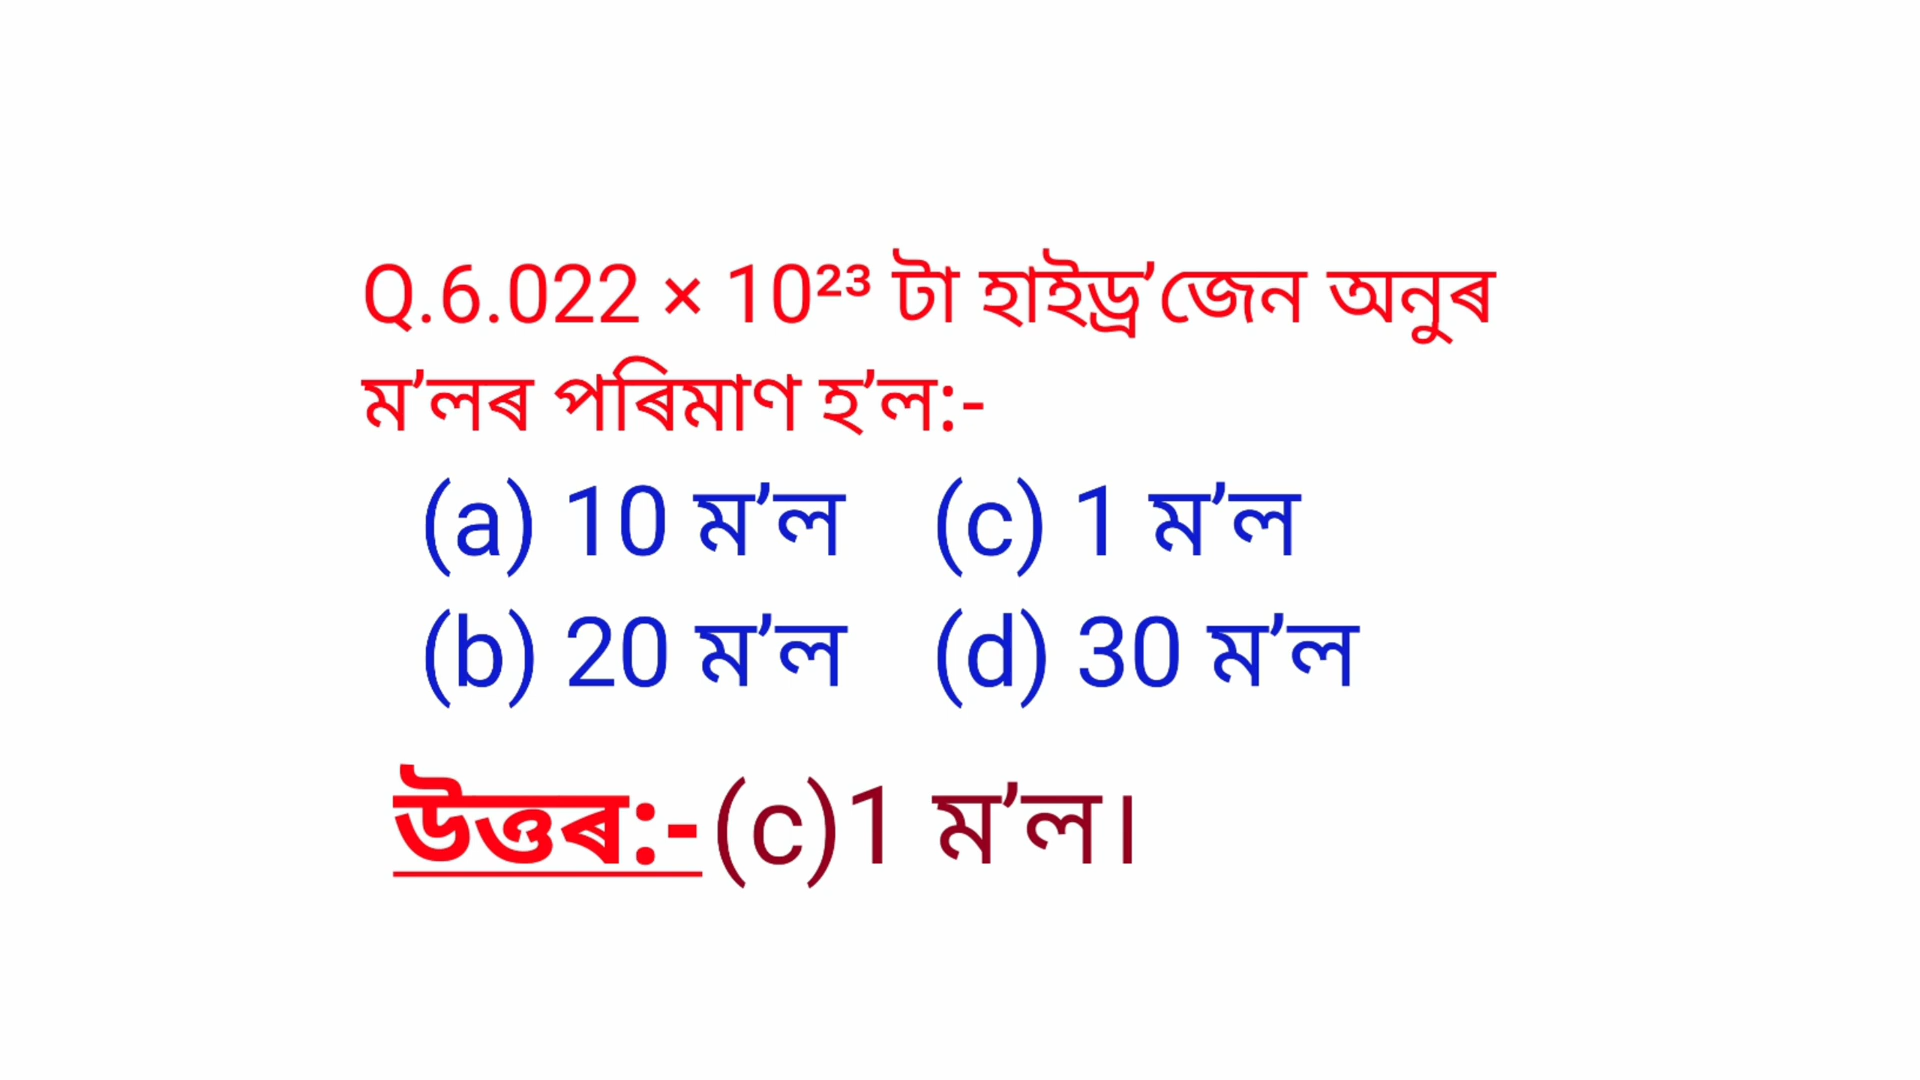 Q.6.022 × 10²³ টা হাইড্ৰ’জেন অনুৰ
ম’লৰ পৰিমাণ হ’ল:-
(a) 10 ম’ল (c) 1 ম’ল
(b) 20 ম’ল (d) 30 ম’ল
উত্তৰ:-(c)1 ম’ল।